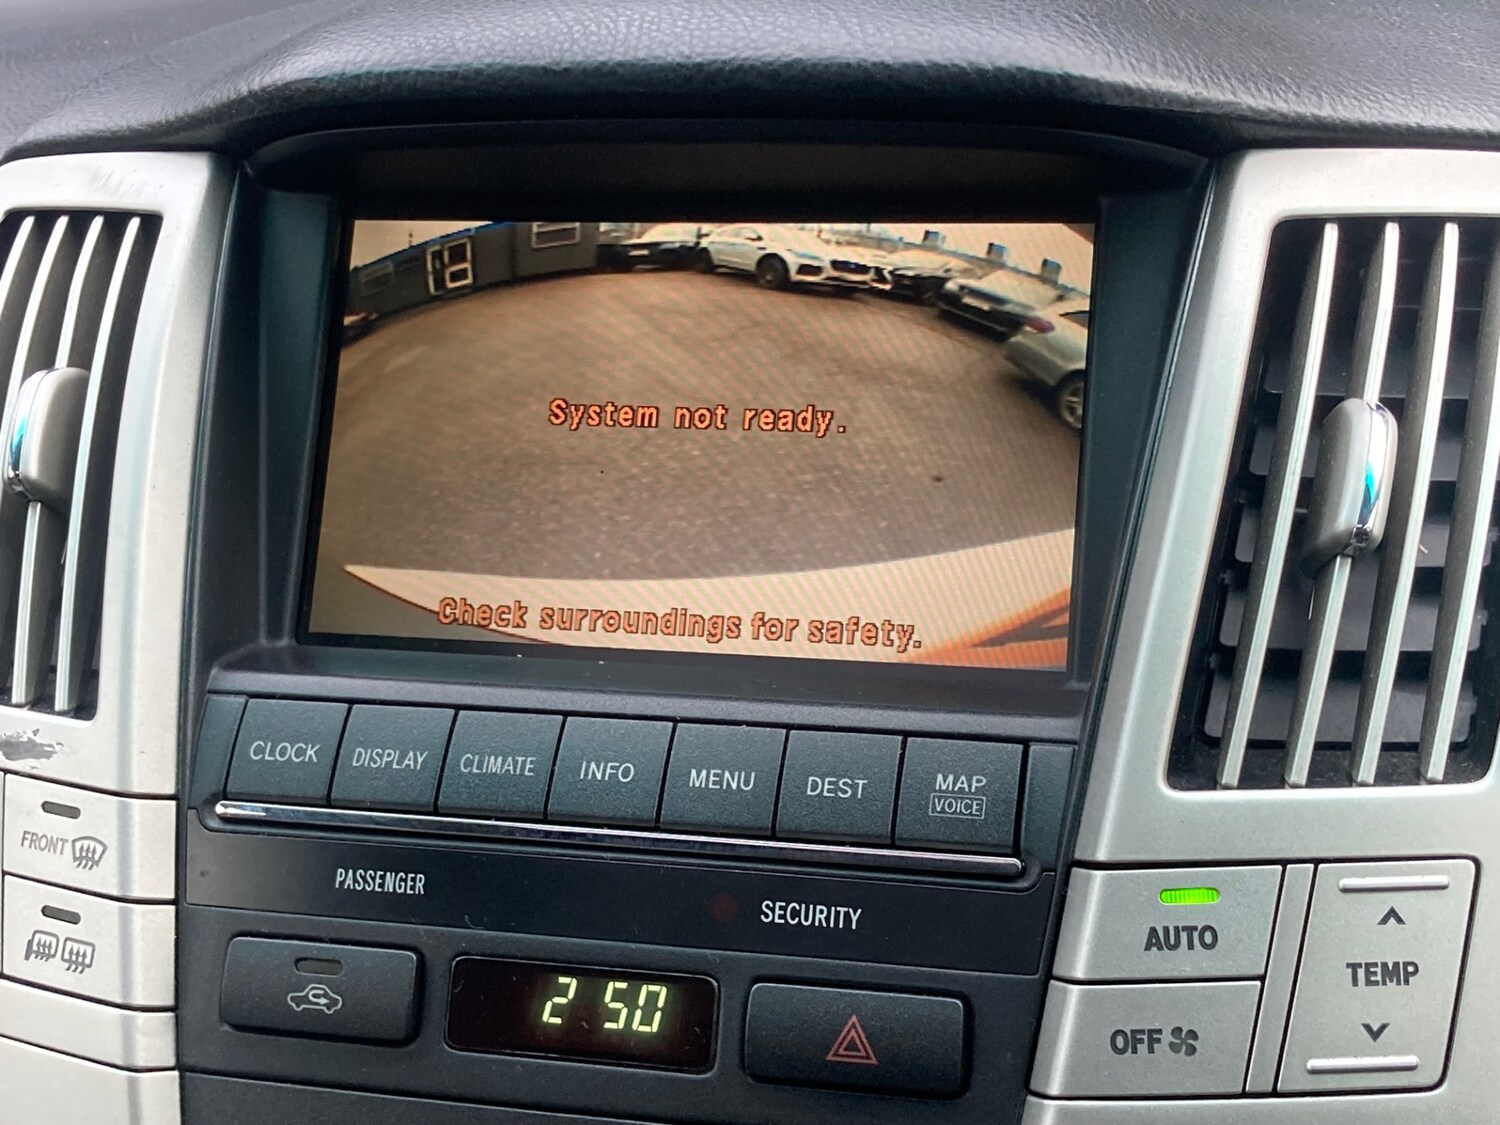 System not ready.
Check surroundings for safety.
CLOCK
DISPLAY
CLIMATE
INFO
MENU
DEST
MAP
VOICE
FRONT
PASSENGER
SECURITY
2 50
AUTO
TEMP
OFF